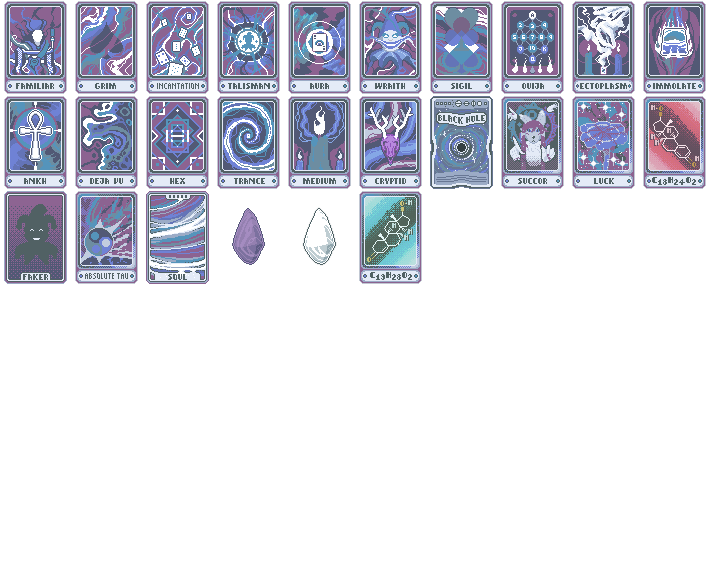 FAMILIAR
GRIM
INCANTATION
TALISMAN
AURA
WRAITH
SIGIL
OUIJA
ECTOPLASM
IMMOLATE
ANKH
DEJA VU
HEX
TRANCE
MEDIUM
CRYPTID
BLACK HOLE
SUCCOR
LUCK
C18H24O2
FAKER
ABSOLUTE TAU
SOUL
C19H28O2